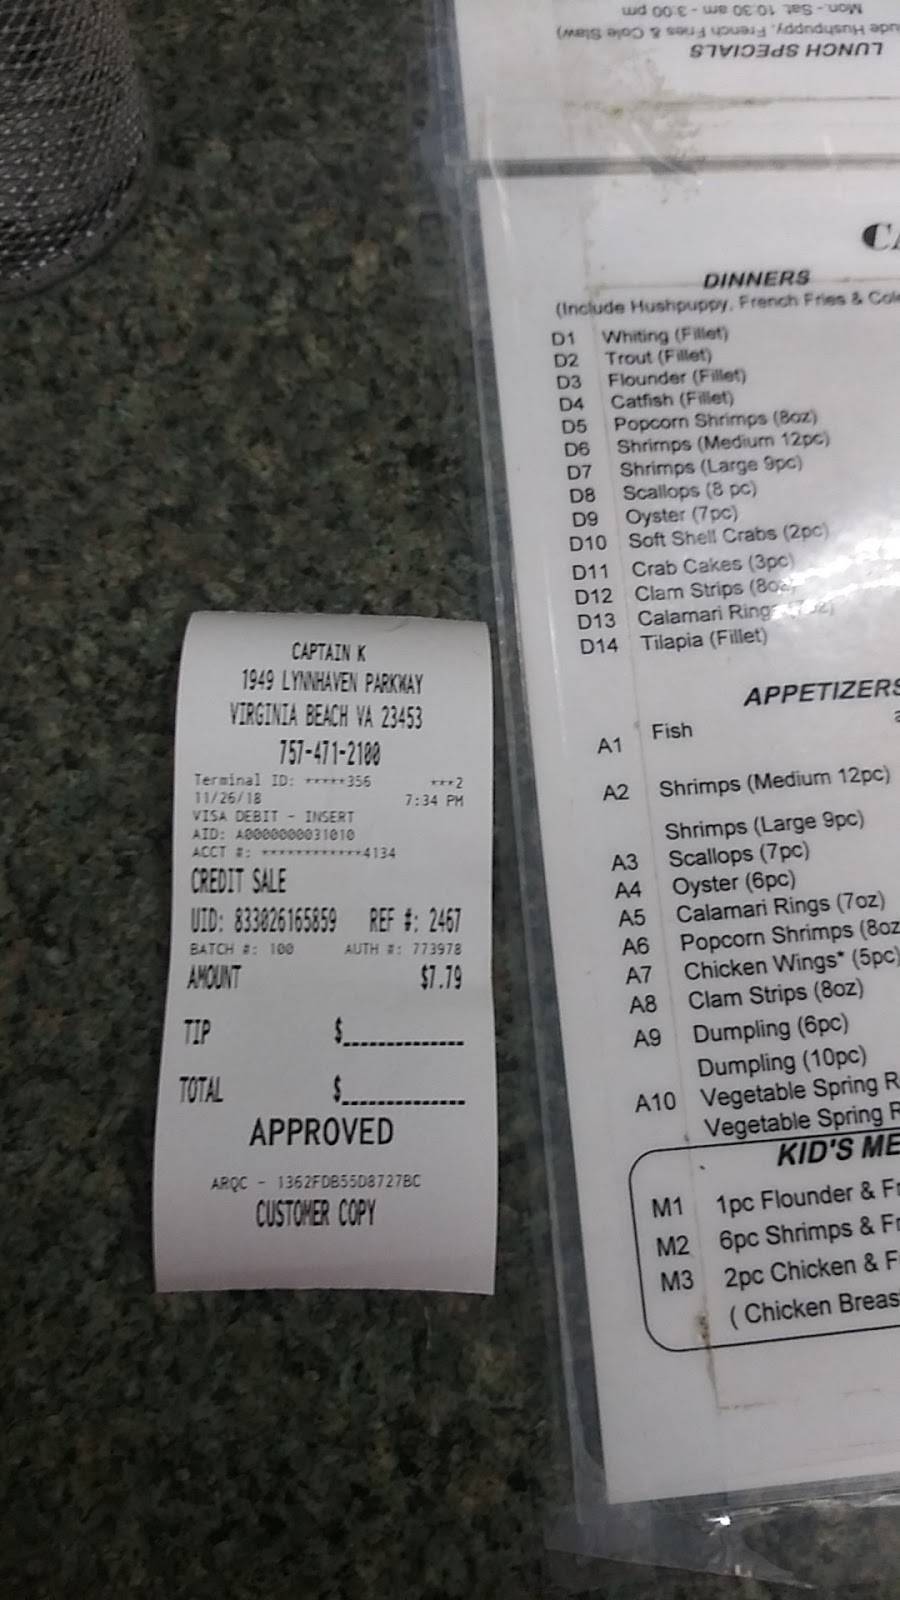 CAPTAIN K
1949 LYNNHAVEN PARKWAY
VIRGINIA BEACH VA 23453
757-471-2100
Terminal ID: *****356 ***2
11/26/18 7:34 PM
VISA DEBIT - INSERT
AID: A0000000031010
ACCT #: ************4134
CREDIT SALE
UID: 833026165859 REF #: 2467
BATCH #: 100 AUTH #: 773978
AMOUNT $7.79
TIP $
TOTAL $
APPROVED
ARQC - 1362FDB55D8727BC
CUSTOMER COPY
LUNCH SPECIALS
Hushpuppy, French Fries & Cole Slaw)
Mon.- Sat. 10:30 am - 3:00 pm
DINNERS
(Include Hushpuppy, French Fries & Cole
D1 Whiting (Fillet)
D2 Trout (Fillet)
D3 Flounder (Fillet)
D4 Catfish (Fillet)
D5 Popcorn Shrimps (8oz)
D6 Shrimps (Medium 12pc)
D7 Shrimps (Large 9pc)
D8 Scallops (8 pc)
D9 Oyster (7pc)
D10 Soft Shell Crabs (2pc)
D11 Crab Cakes (3pc)
D12 Clam Strips (8oz)
D13 Calamari Rings (7oz)
D14 Tilapia (Fillet)
APPETIZERS
A1 Fish
A2 Shrimps (Medium 12pc)
Shrimps (Large 9pc)
A3 Scallops (7pc)
A4 Oyster (6pc)
A5 Calamari Rings (7oz)
A6 Popcorn Shrimps (8oz
A7 Chicken Wings* (5pc)
A8 Clam Strips (8oz)
A9 Dumpling (6pc)
Dumpling (10pc)
A10 Vegetable Spring R
Vegetable Spring R
KID'S ME
M1 1pc Flounder & Fr
M2 6pc Shrimps & Fr
M3 2pc Chicken & F
( Chicken Breas